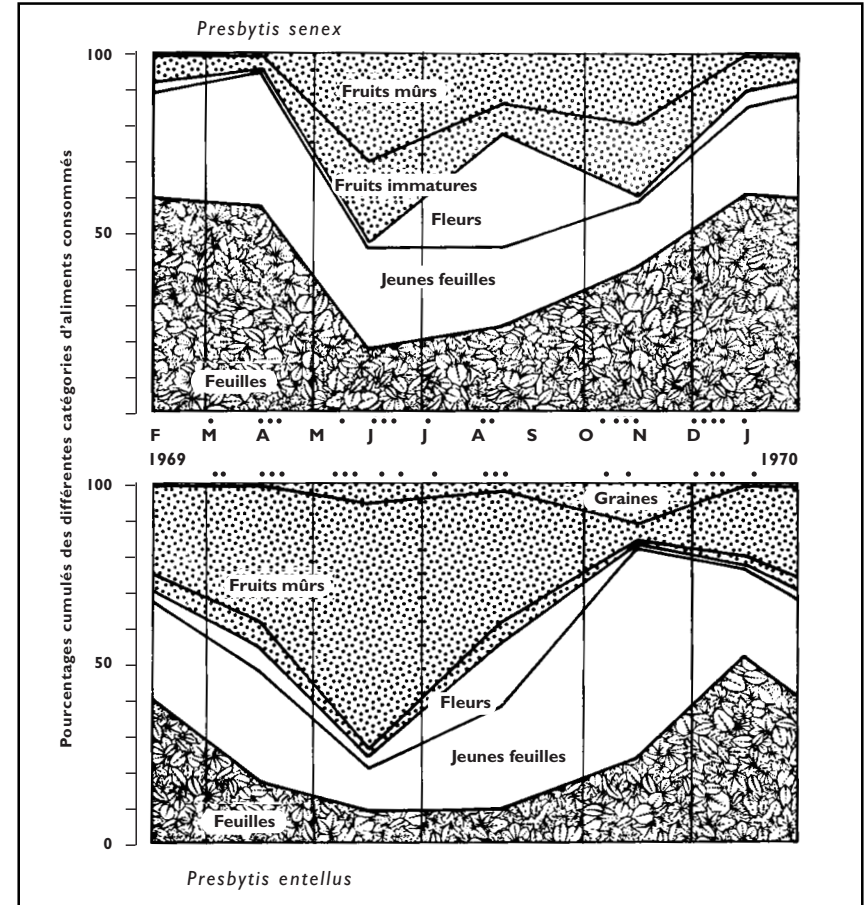 Presbytis senex
100
Fruits mûrs
Fruits immatures
Fleurs
50
Jeunes feuilles
Feuilles
F M A M J J A S O N D J
1969 1970
100
Graines
Fruits mûrs
50
Fleurs
Jeunes feuilles
Feuilles
0
Pourcentages cumulés des différentes catégories d'aliments consommés
Presbytis entellus